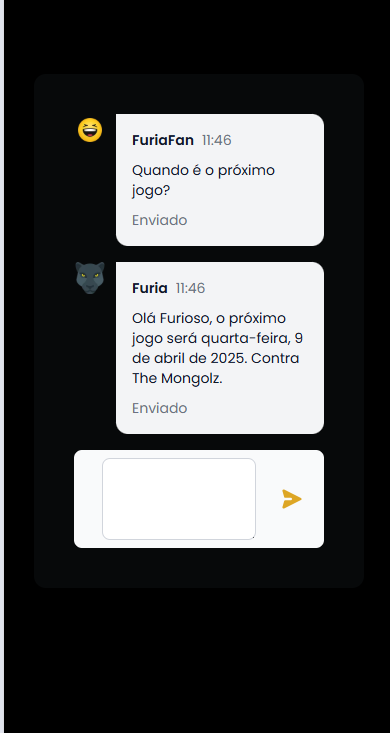 FuriaFan 11:46
Quando é o próximo
jogo?
Enviado
Furia 11:46
Olá Furioso, o próximo
jogo será quarta-feira, 9
de abril de 2025. Contra
The Mongolz.
Enviado